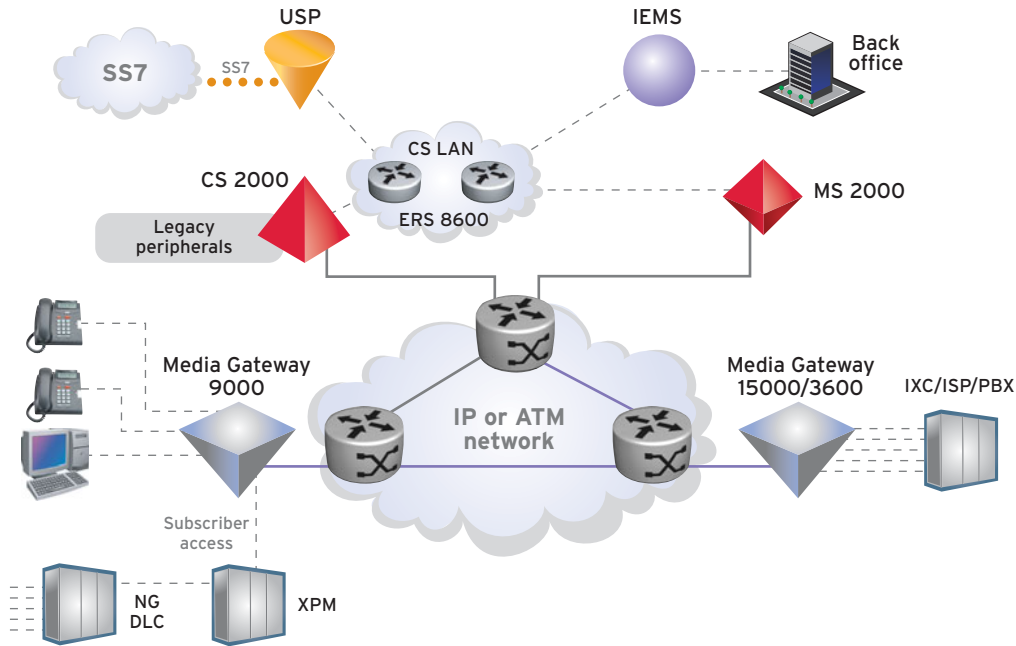 USP
IEMS
SS7
SS7
Back
office
CS LAN
CS 2000
ERS 8600
MS 2000
Legacy
peripherals
Media Gateway
9000
Media Gateway
15000/3600
IXC/ISP/PBX
IP or ATM
network
Subscriber
access
NG
DLC
XPM